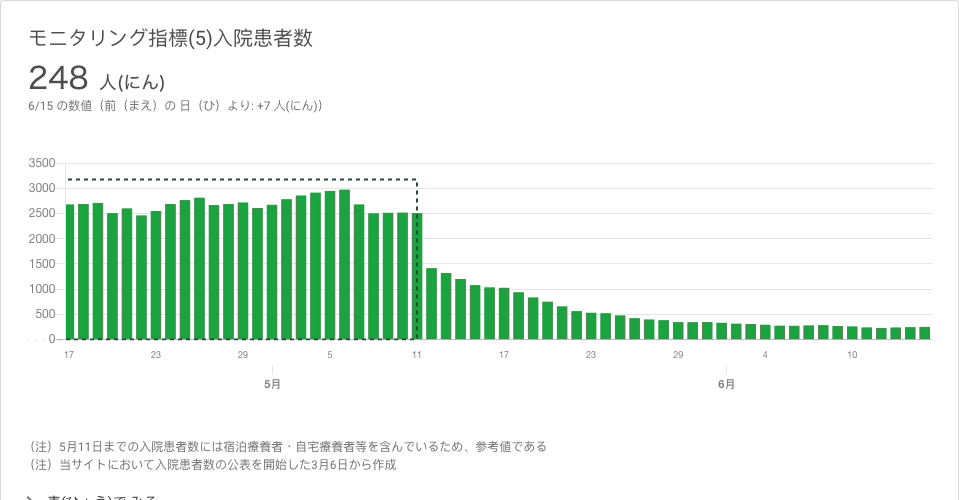 モニタリング指標(5)入院患者数
248 人(にん)
6/15 の数値（前（まえ）の 日（ひ）より: +7 人(にん)）
3500
3000
2500
2000
1500
1000
500
0
17 23 29 5 11 17 23 29 4 10
5月 6月
（注）5月11日までの入院患者数には宿泊療養者・自宅療養者等を含んでいるため、参考値である
（注）当サイトにおいて入院患者数の公表を開始した3月6日から作成